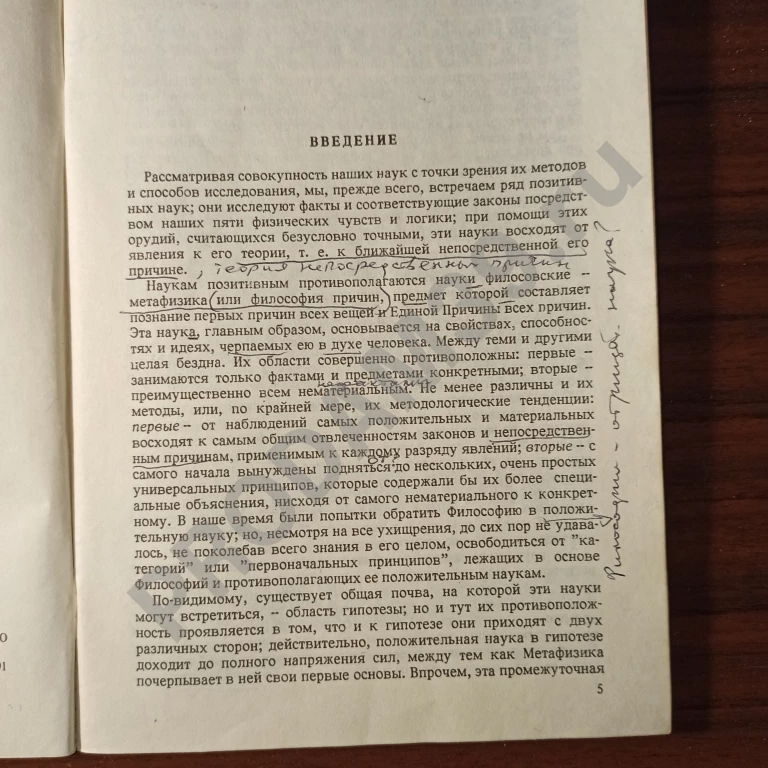 ВВЕДЕНИЕ
Рассматривая совокупность наших наук с точки зрения их методов
и способов исследования, мы, прежде всего, встречаем ряд позитив-
ных наук; они исследуют факты и соответствующие законы посредст-
вом наших пяти физических чувств и логики; при помощи этих
орудий, считающихся безусловно точными, эти науки восходят от
явления к его теории, т. е. к ближайшей непосредственной его
причине. , теория непосредственных причин
Наукам позитивным противополагаются науки филосовские –
метафизика (или философия причин,) предмет которой составляет
познание первых причин всех вещей и Единой Причины всех причин.
Эта наука, главным образом, основывается на свойствах, способнос-
тях и идеях, черпаемых ею в духе человека. Между теми и другими
целая бездна. Их области совершенно противоположны: первые –
занимаются только фактами и предметами конкретными; вторые –
преимущественно всем нематериальным. Не менее различны и их
методы, или, по крайней мере, их методологические тенденции:
первые – от наблюдений самых положительных и материальных
восходят к самым общим отвлеченностям законов и непосредствен-
ным причинам, применимым к каждому разряду явлений; вторые – с
самого начала вынуждены подняться до нескольких, очень простых
универсальных принципов, которые содержали бы их более специ-
альные объяснения, нисходя от самого нематериального к конкрет-
ному. В наше время были попытки обратить Философию в положи-
тельную науку; но, несмотря на все ухищрения, до сих пор не удава-
лось, не поколебав всего знания в его целом, освободиться от "ка-
тегорий" или "первоначальных принципов", лежащих в основе
Философий и противополагающих ее положительным наукам.
По-видимому, существует общая почва, на которой эти науки
могут встретиться, – область гипотезы; но и тут их противополож-
ность проявляется в том, что и к гипотезе они приходят с двух
различных сторон; действительно, положительная наука в гипотезе
доходит до полного напряжения сил, между тем как Метафизика
почерпывает в ней свои первые основы. Впрочем, эта промежуточная
5
Философия – отрицат. наука?
О